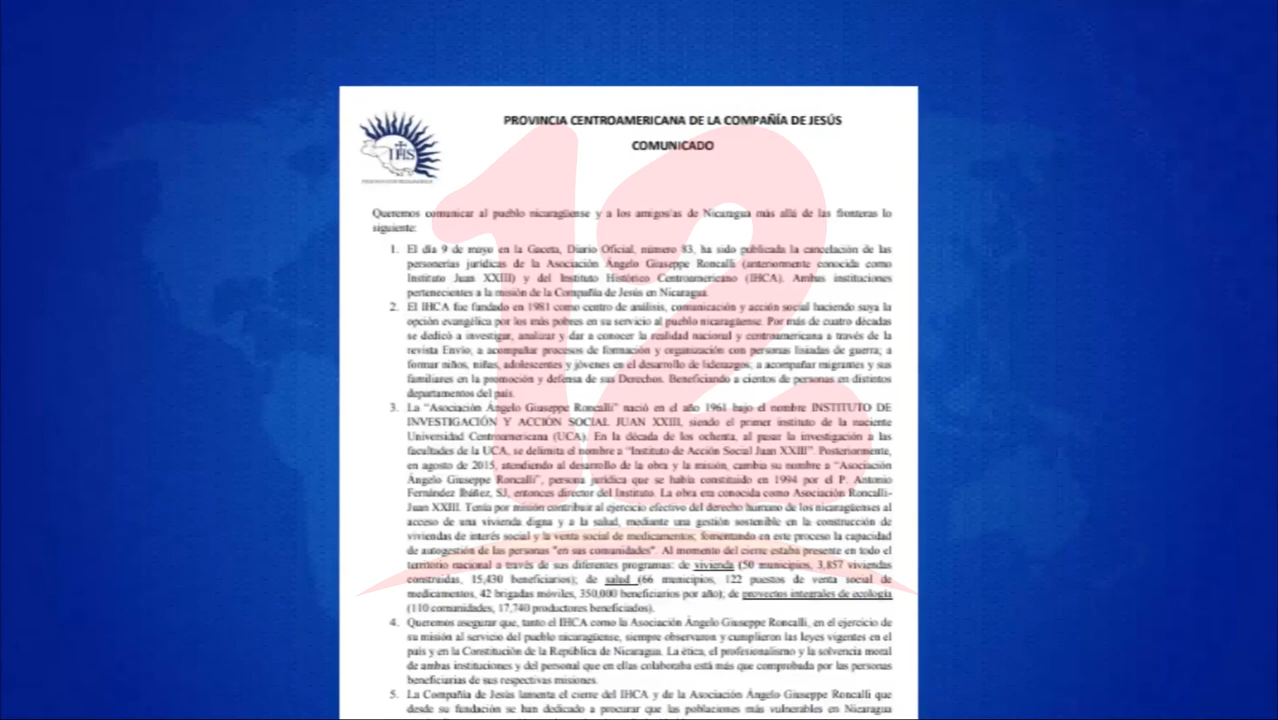 PROVINCIA CENTROAMERICANA DE LA COMPAÑÍA DE JESÚS
COMUNICADO
IHS
12
Queremos comunicar al pueblo nicaragüense y a los amigos/as de Nicaragua más allá de las fronteras lo
siguiente:
1. El día 9 de mayo en la Gaceta, Diario Oficial, número 83, ha sido publicada la cancelación de las
personerías jurídicas de la Asociación Ángelo Giuseppe Roncalli (anteriormente conocida como
Instituto Juan XXIII) y del Instituto Histórico Centroamericano (IHCA). Ambas instituciones
pertenecientes a la misión de la Compañía de Jesús en Nicaragua.
2. El IHCA fue fundado en 1981 como centro de análisis, comunicación y acción social haciendo suya la
opción evangélica por los más pobres en su servicio al pueblo nicaragüense. Por más de cuatro décadas
se dedicó a investigar, analizar y dar a conocer la realidad nacional y centroamericana a través de la
revista Envío, a acompañar procesos de formación y organización con personas lisiadas de guerra; a
formar niños, niñas, adolescentes y jóvenes en el desarrollo de liderazgos; a acompañar migrantes y sus
familiares en la promoción y defensa de sus Derechos. Beneficiando a cientos de personas en distintos
departamentos del país.
3. La “Asociación Ángelo Giuseppe Roncalli” nació en el año 1961 bajo el nombre INSTITUTO DE
INVESTIGACIÓN Y ACCIÓN SOCIAL JUAN XXIII, siendo el primer instituto de la naciente
Universidad Centroamericana (UCA). En la década de los ochenta, al pasar la investigación a las
facultades de la UCA, se delimita el nombre a “Instituto de Acción Social Juan XXIII”. Posteriormente,
en agosto de 2015, atendiendo al desarrollo de la obra y la misión, cambia su nombre a “Asociación
Ángelo Giuseppe Roncalli”, persona jurídica que se había constituido en 1994 por el P. Antonio
Fernández Ibáñez, SJ, entonces director del Instituto. La obra era conocida como Asociación Roncalli-
Juan XXIII. Tenía por misión contribuir al ejercicio efectivo del derecho humano de los nicaragüenses al
acceso de una vivienda digna y a la salud, mediante una gestión sostenible en la construcción de
viviendas de interés social y la venta social de medicamentos; fomentando en este proceso la capacidad
de autogestión de las personas "en sus comunidades". Al momento del cierre estaba presente en todo el
territorio nacional a través de sus diferentes programas: de vivienda (50 municipios, 3,857 viviendas
construidas, 15,430 beneficiarios); de salud (66 municipios, 122 puestos de venta social de
medicamentos, 42 brigadas móviles, 350,000 beneficiarios por año); de proyectos integrales de ecología
(110 comunidades, 17,740 productores beneficiados).
4. Queremos asegurar que, tanto el IHCA como la Asociación Ángelo Giuseppe Roncalli, en el ejercicio de
su misión al servicio del pueblo nicaragüense, siempre observaron y cumplieron las leyes vigentes en el
país y en la Constitución de la República de Nicaragua. La ética, el profesionalismo y la solvencia moral
de ambas instituciones y del personal que en ellas colaboraba está más que comprobada por las personas
beneficiarias de sus respectivas misiones.
5. La Compañía de Jesús lamenta el cierre del IHCA y de la Asociación Ángelo Giuseppe Roncalli que
desde su fundación se han dedicado a procurar que las poblaciones más vulnerables en Nicaragua